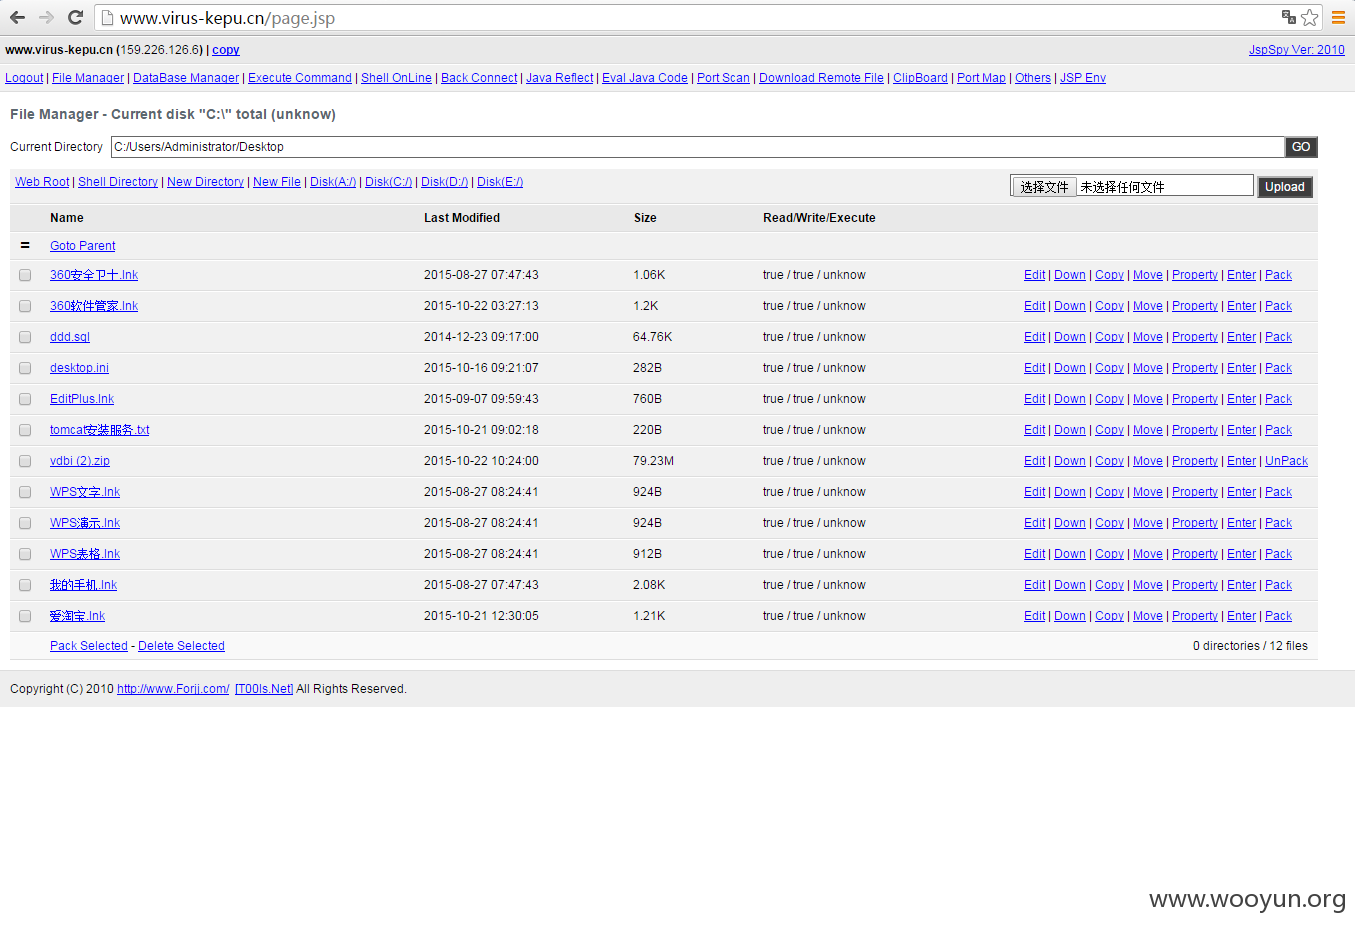 www.virus-kepu.cn/page.jsp
www.virus-kepu.cn (159.226.126.6) | copy JspSpy Ver: 2010
Logout | File Manager | DataBase Manager | Execute Command | Shell OnLine | Back Connect | Java Reflect | Eval Java Code | Port Scan | Download Remote File | ClipBoard | Port Map | Others | JSP Env
File Manager - Current disk "C:\" total (unknow)
Current Directory C:/Users/Administrator/Desktop GO
Web Root | Shell Directory | New Directory | New File | Disk(A:/) | Disk(C:/) | Disk(D:/) | Disk(E:/) 选择文件 未选择任何文件 Upload
Name Last Modified Size Read/Write/Execute
= Goto Parent
360安全卫士.lnk 2015-08-27 07:47:43 1.06K true / true / unknow Edit | Down | Copy | Move | Property | Enter | Pack
360软件管家.lnk 2015-10-22 03:27:13 1.2K true / true / unknow Edit | Down | Copy | Move | Property | Enter | Pack
ddd.sql 2014-12-23 09:17:00 64.76K true / true / unknow Edit | Down | Copy | Move | Property | Enter | Pack
desktop.ini 2015-10-16 09:21:07 282B true / true / unknow Edit | Down | Copy | Move | Property | Enter | Pack
EditPlus.lnk 2015-09-07 09:59:43 760B true / true / unknow Edit | Down | Copy | Move | Property | Enter | Pack
tomcat安装服务.txt 2015-10-21 09:02:18 220B true / true / unknow Edit | Down | Copy | Move | Property | Enter | Pack
vdbi (2).zip 2015-10-22 10:24:00 79.23M true / true / unknow Edit | Down | Copy | Move | Property | Enter | UnPack
WPS文字.lnk 2015-08-27 08:24:41 924B true / true / unknow Edit | Down | Copy | Move | Property | Enter | Pack
WPS演示.lnk 2015-08-27 08:24:41 924B true / true / unknow Edit | Down | Copy | Move | Property | Enter | Pack
WPS表格.lnk 2015-08-27 08:24:41 912B true / true / unknow Edit | Down | Copy | Move | Property | Enter | Pack
我的手机.lnk 2015-08-27 07:47:43 2.08K true / true / unknow Edit | Down | Copy | Move | Property | Enter | Pack
爱淘宝.lnk 2015-10-21 12:30:05 1.21K true / true / unknow Edit | Down | Copy | Move | Property | Enter | Pack
Pack Selected - Delete Selected 0 directories / 12 files
Copyright (C) 2010 http://www.Forjj.com/ [T00ls.Net] All Rights Reserved.
www.wooyun.org